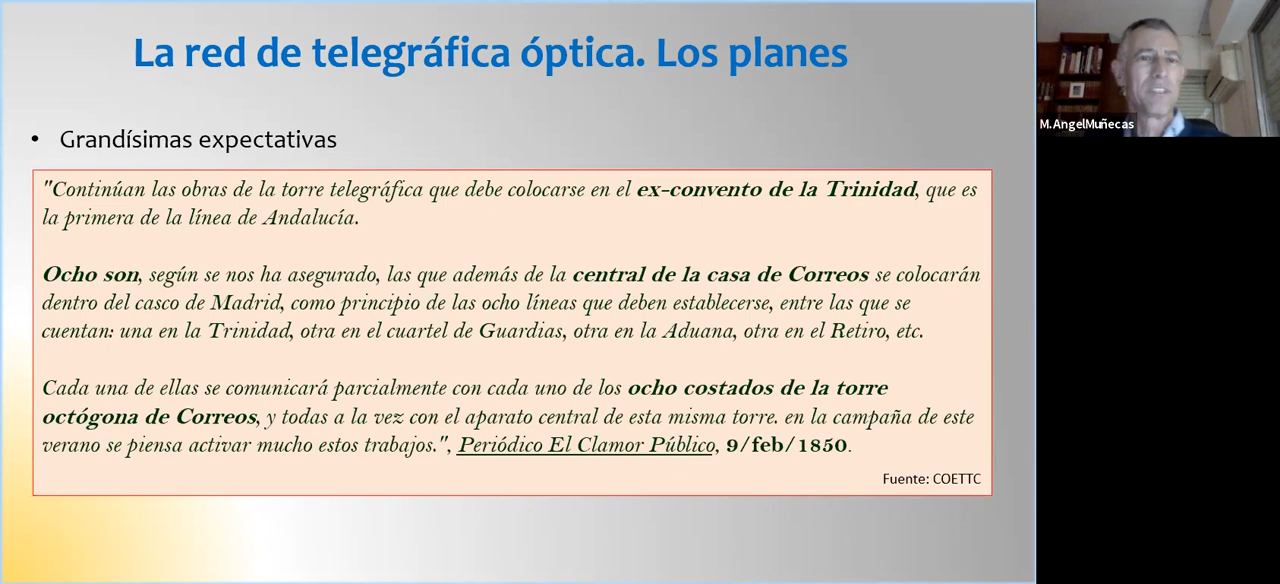 La red de telegráfica óptica. Los planes
• Grandísimas expectativas
"Continúan las obras de la torre telegráfica que debe colocarse en el ex-convento de la Trinidad, que es
la primera de la línea de Andalucía.
Ocho son, según se nos ha asegurado, las que además de la central de la casa de Correos se colocarán
dentro del casco de Madrid, como principio de las ocho líneas que deben establecerse, entre las que se
cuentan: una en la Trinidad, otra en el cuartel de Guardias, otra en la Aduana, otra en el Retiro, etc.
Cada una de ellas se comunicará parcialmente con cada uno de los ocho costados de la torre
octógona de Correos, y todas a la vez con el aparato central de esta misma torre. en la campaña de este
verano se piensa activar mucho estos trabajos.", Periódico El Clamor Público, 9/feb/1850.
Fuente: COETTC
M.AngelMuñecas